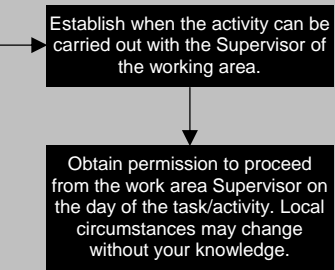 Establish when the activity can be
carried out with the Supervisor of
the working area.
Obtain permission to proceed
from the work area Supervisor on
the day of the task/activity. Local
circumstances may change
without your knowledge.